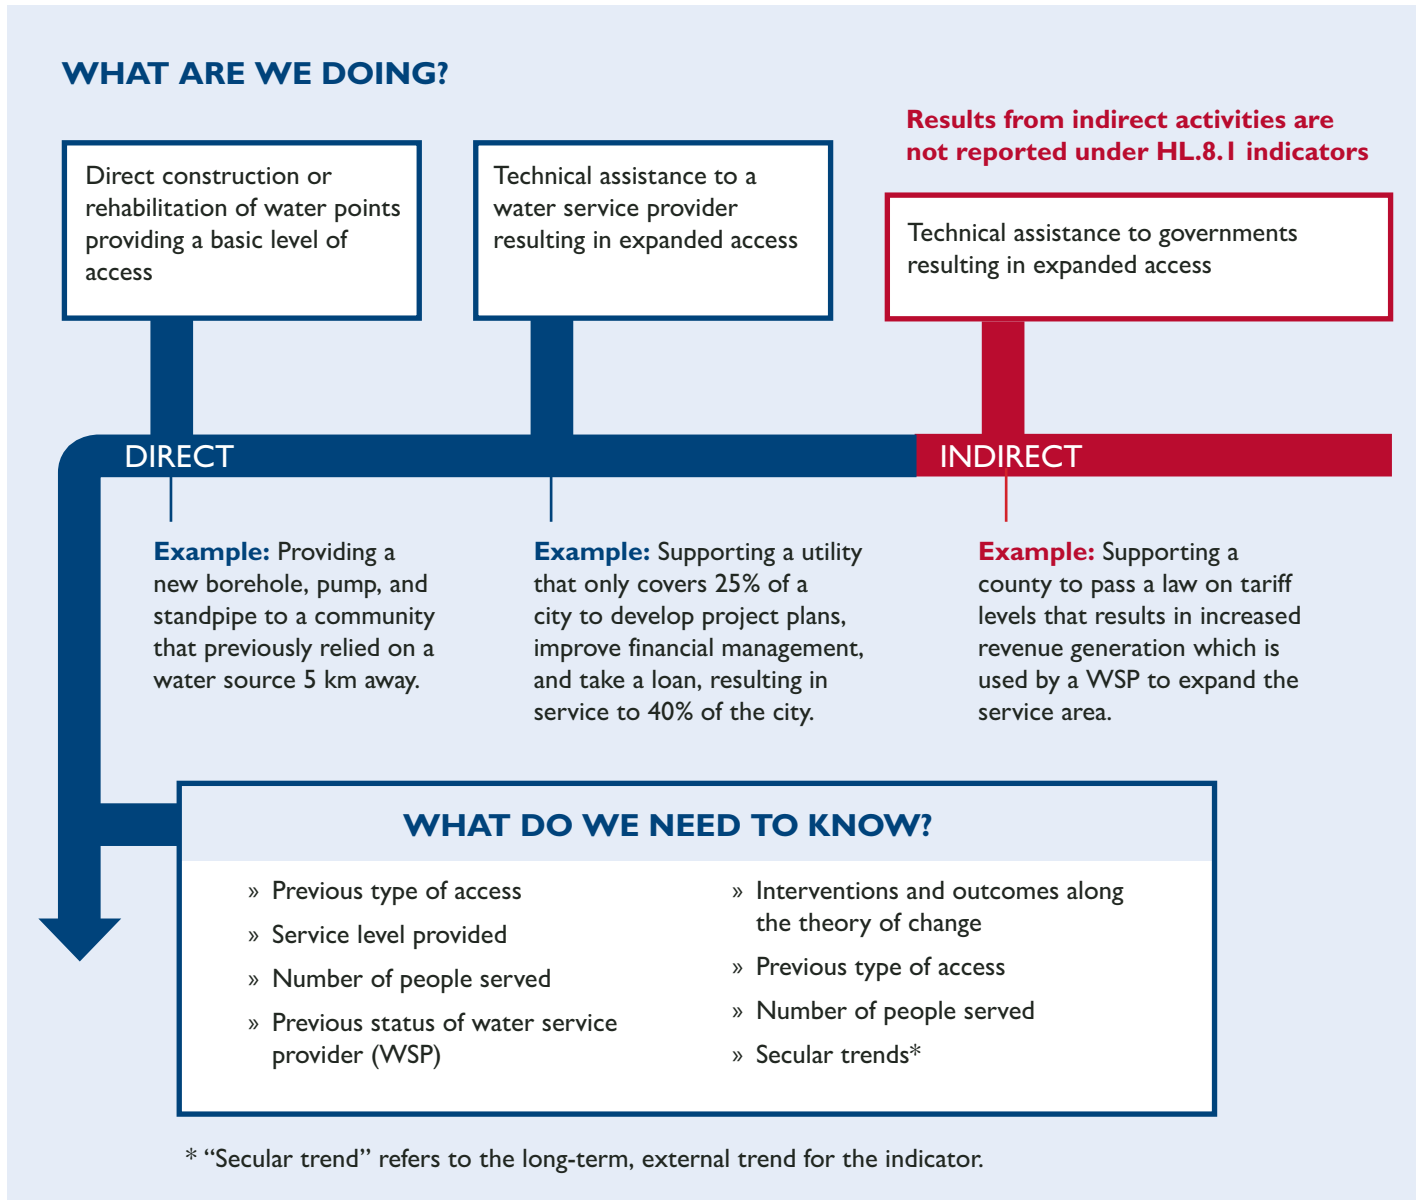 WHAT ARE WE DOING?
Direct construction or
rehabilitation of water points
providing a basic level of
access
Technical assistance to a
water service provider
resulting in expanded access
Results from indirect activities are
not reported under HL.8.1 indicators
Technical assistance to governments
resulting in expanded access
DIRECT
INDIRECT
Example: Providing a
new borehole, pump, and
standpipe to a community
that previously relied on a
water source 5 km away.
Example: Supporting a utility
that only covers 25% of a
city to develop project plans,
improve financial management,
and take a loan, resulting in
service to 40% of the city.
Example: Supporting a
county to pass a law on tariff
levels that results in increased
revenue generation which is
used by a WSP to expand the
service area.
WHAT DO WE NEED TO KNOW?
» Previous type of access
» Service level provided
» Number of people served
» Previous status of water service
provider (WSP)
» Interventions and outcomes along
the theory of change
» Previous type of access
» Number of people served
» Secular trends*
* “Secular trend” refers to the long-term, external trend for the indicator.